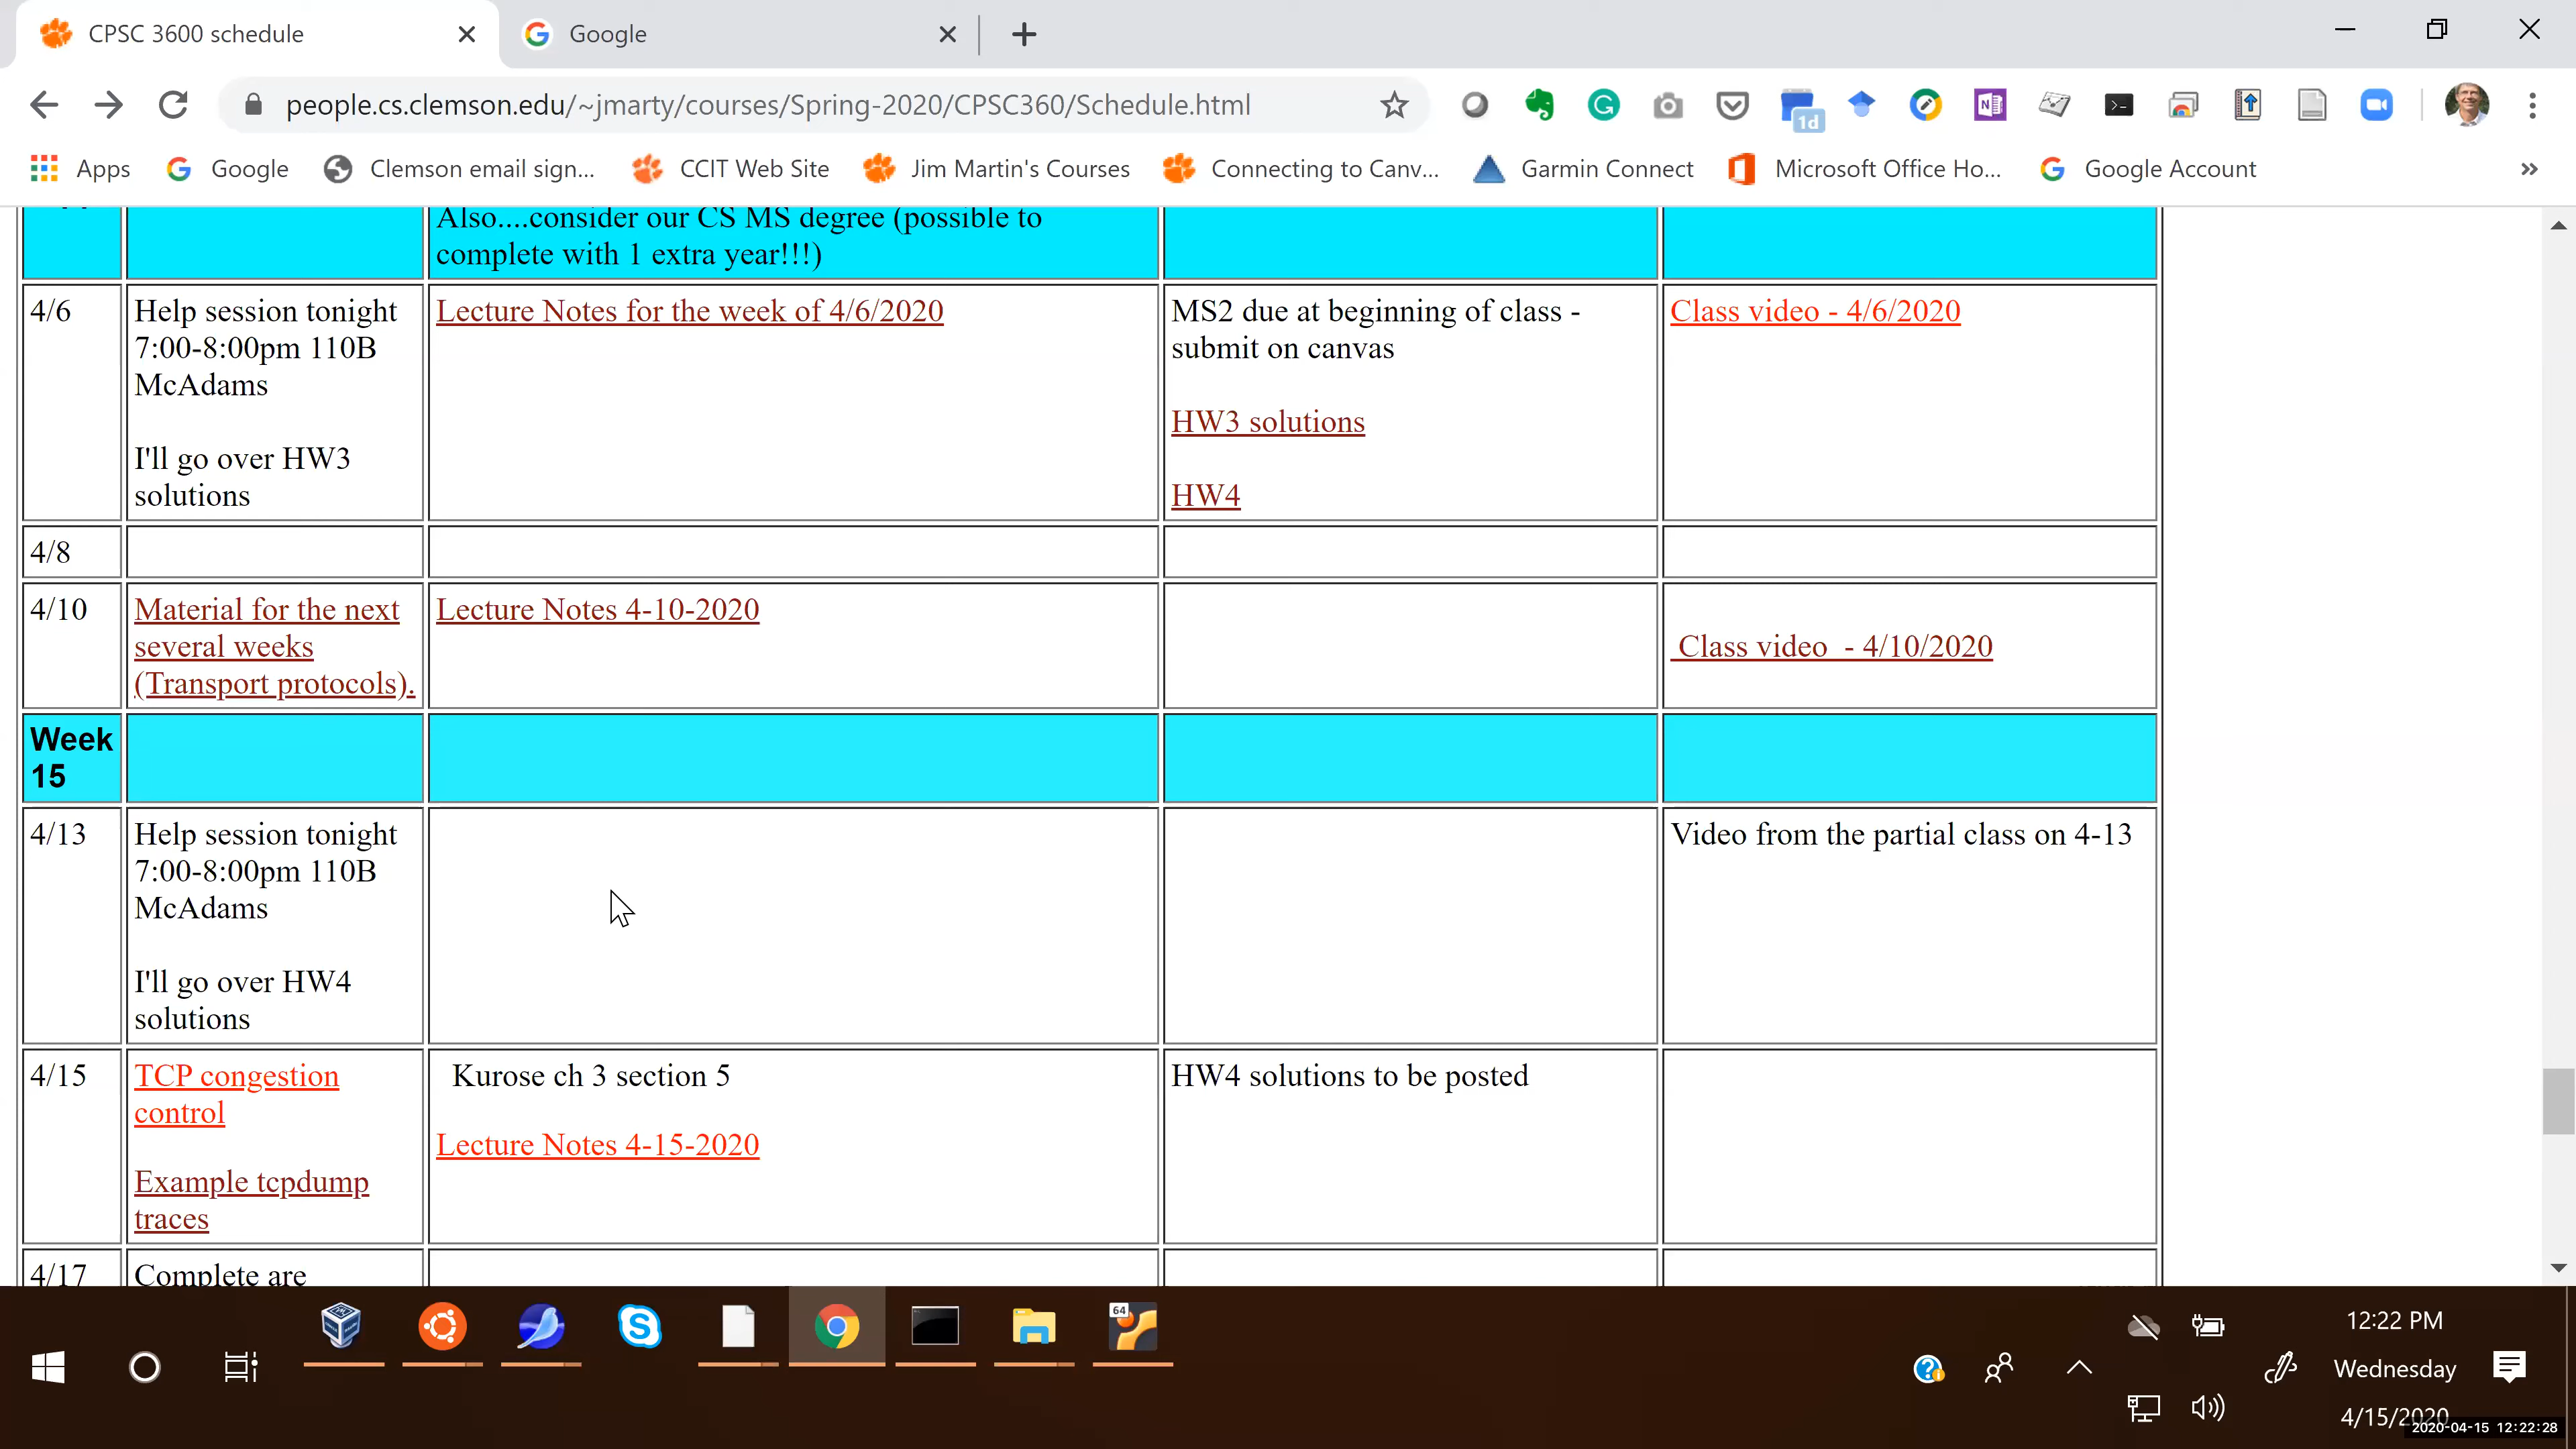 CPSC 3600 schedule
Google
people.cs.clemson.edu/~jmarty/courses/Spring-2020/CPSC360/Schedule.html
1d
Apps
Google
Clemson email sign...
CCIT Web Site
Jim Martin's Courses
Connecting to Canv...
Garmin Connect
Microsoft Office Ho...
Google Account
»
Also....consider our CS MS degree (possible to
complete with 1 extra year!!!)
4/6
Help session tonight
7:00-8:00pm 110B
McAdams
I'll go over HW3
solutions
Lecture Notes for the week of 4/6/2020
MS2 due at beginning of class -
submit on canvas
HW3 solutions
HW4
Class video - 4/6/2020
4/8
4/10
Material for the next
several weeks
(Transport protocols).
Lecture Notes 4-10-2020
Class video - 4/10/2020
Week
15
4/13
Help session tonight
7:00-8:00pm 110B
McAdams
I'll go over HW4
solutions
Video from the partial class on 4-13
4/15
TCP congestion
control
Example tcpdump
traces
Kurose ch 3 section 5
Lecture Notes 4-15-2020
HW4 solutions to be posted
4/17
Complete are
64
12:22 PM
Wednesday
4/15/2020
2020-04-15 12:22:28